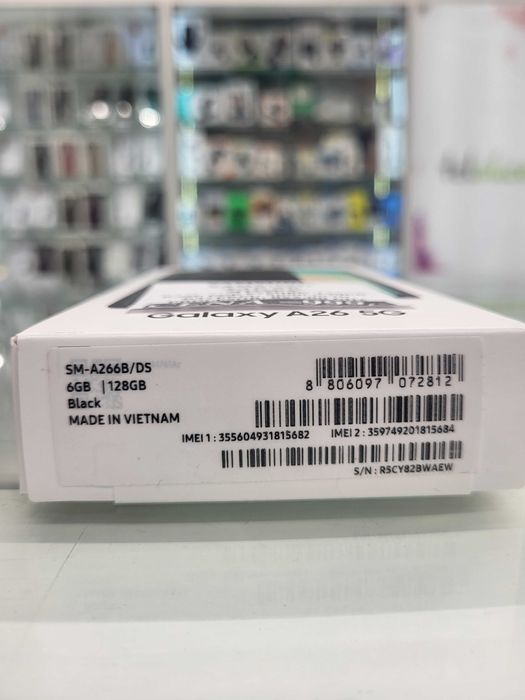 Galaxy A26 5G
SM-A266B/DS
6GB | 128GB
Black
MADE IN VIETNAM
8 806097 072812
IMEI 1 : 355604931815682 IMEI 2 : 359749201815684
S/N : R5CY82BWAEW